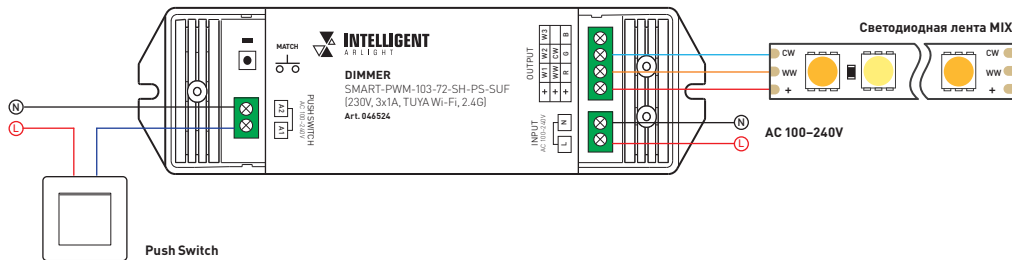 Светодиодная лента MIX
MATCH
INTELLIGENT
ARLIGHT
DIMMER
SMART-PWM-103-72-SH-PS-SUF
(230V, 3x1A, TUYA Wi-Fi, 2.4G)
Art. 046524
N
L
A2
A1
PUSH SWITCH
AC 100-240V
OUTPUT
W3 B
W2 CW G
W1 WW R
+ + +
INPUT
AC 100-240V
N
L
N
L
AC 100–240V
CW
WW
+
CW
WW
+
Push Switch